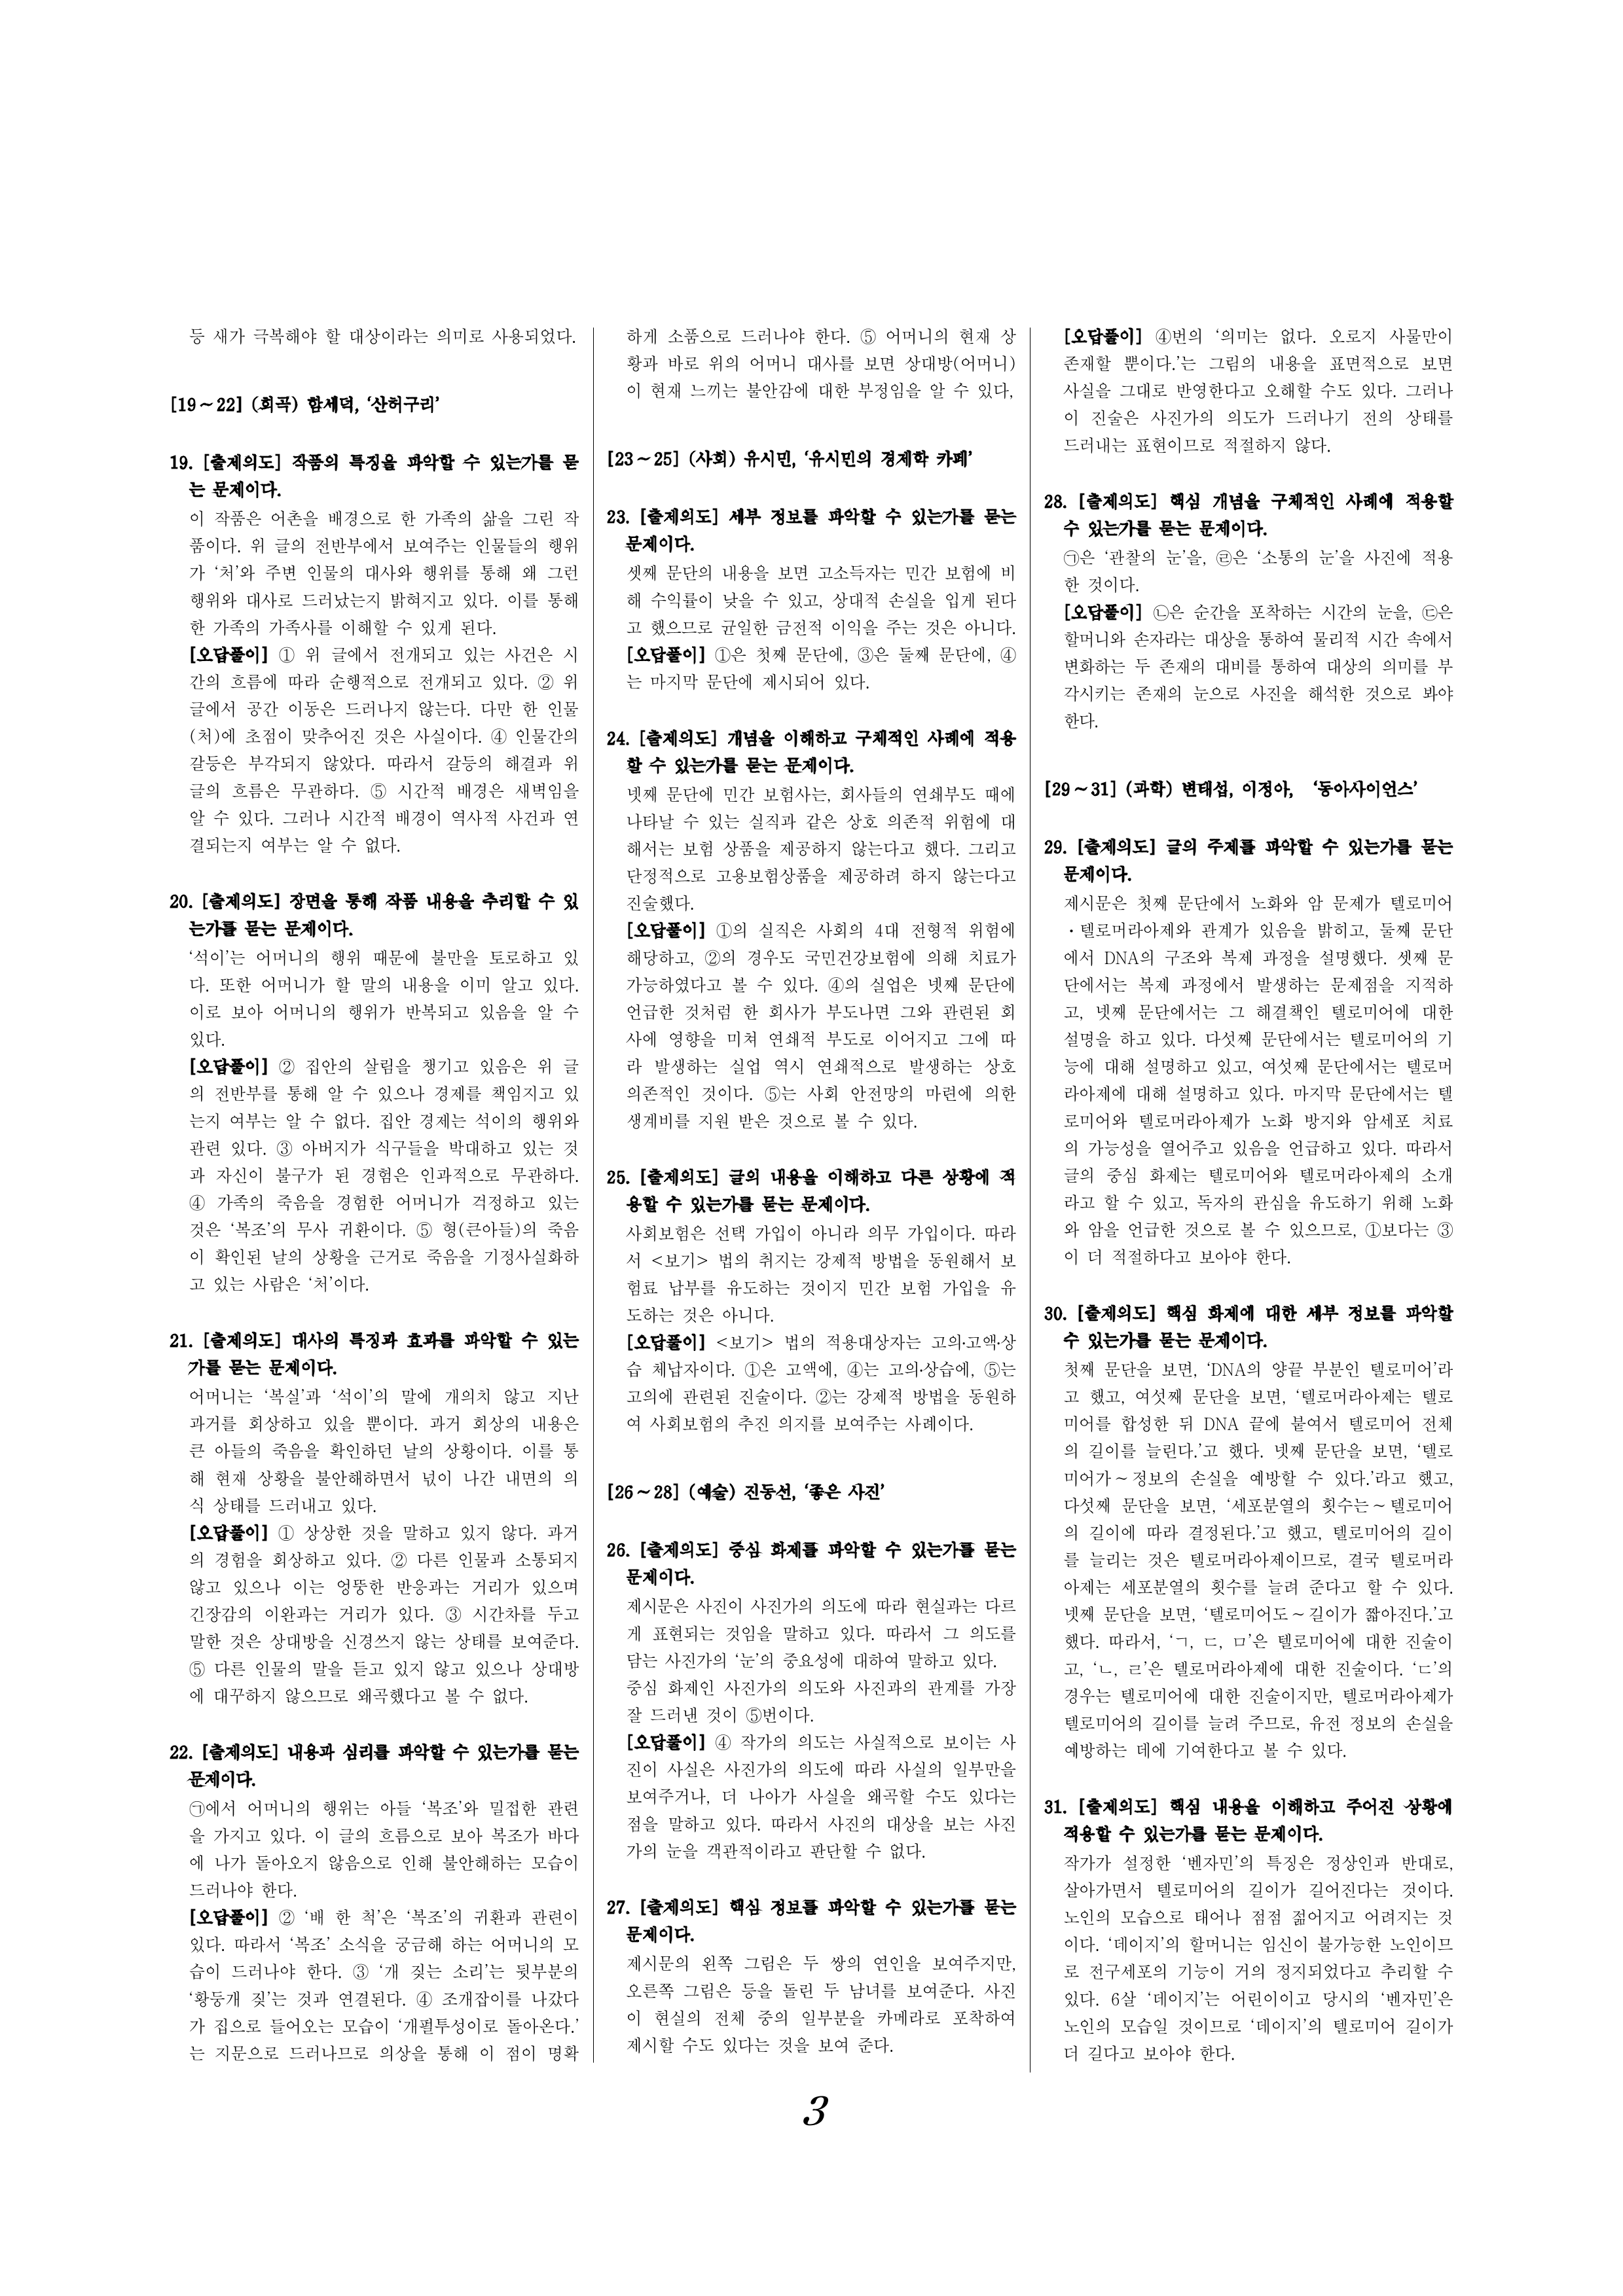 등 새가 극복해야 할 대상이라는 의미로 사용되었다.
[19～22] (희곡) 함세덕, ‘산허구리’
19. [출제의도] 작품의 특징을 파악할 수 있는가를 묻
는 문제이다.
이 작품은 어촌을 배경으로 한 가족의 삶을 그린 작
품이다. 위 글의 전반부에서 보여주는 인물들의 행위
가 ‘처’와 주변 인물의 대사와 행위를 통해 왜 그런
행위와 대사로 드러났는지 밝혀지고 있다. 이를 통해
한 가족의 가족사를 이해할 수 있게 된다.
[오답풀이] ① 위 글에서 전개되고 있는 사건은 시
간의 흐름에 따라 순행적으로 전개되고 있다. ② 위
글에서 공간 이동은 드러나지 않는다. 다만 한 인물
(처)에 초점이 맞추어진 것은 사실이다. ④ 인물간의
갈등은 부각되지 않았다. 따라서 갈등의 해결과 위
글의 흐름은 무관하다. ⑤ 시간적 배경은 새벽임을
알 수 있다. 그러나 시간적 배경이 역사적 사건과 연
결되는지 여부는 알 수 없다.
20. [출제의도] 장면을 통해 작품 내용을 추리할 수 있
는가를 묻는 문제이다.
‘석이’는 어머니의 행위 때문에 불만을 토로하고 있
다. 또한 어머니가 할 말의 내용을 이미 알고 있다.
이로 보아 어머니의 행위가 반복되고 있음을 알 수
있다.
[오답풀이] ② 집안의 살림을 챙기고 있음은 위 글
의 전반부를 통해 알 수 있으나 경제를 책임지고 있
는지 여부는 알 수 없다. 집안 경제는 석이의 행위와
관련 있다. ③ 아버지가 식구들을 박대하고 있는 것
과 자신이 불구가 된 경험은 인과적으로 무관하다.
④ 가족의 죽음을 경험한 어머니가 걱정하고 있는
것은 ‘복조’의 무사 귀환이다. ⑤ 형(큰아들)의 죽음
이 확인된 날의 상황을 근거로 죽음을 기정사실화하
고 있는 사람은 ‘처’이다.
21. [출제의도] 대사의 특징과 효과를 파악할 수 있는
가를 묻는 문제이다.
어머니는 ‘복실’과 ‘석이’의 말에 개의치 않고 지난
과거를 회상하고 있을 뿐이다. 과거 회상의 내용은
큰 아들의 죽음을 확인하던 날의 상황이다. 이를 통
해 현재 상황을 불안해하면서 넋이 나간 내면의 의
식 상태를 드러내고 있다.
[오답풀이] ① 상상한 것을 말하고 있지 않다. 과거
의 경험을 회상하고 있다. ② 다른 인물과 소통되지
않고 있으나 이는 엉뚱한 반응과는 거리가 있으며
긴장감의 이완과는 거리가 있다. ③ 시간차를 두고
말한 것은 상대방을 신경쓰지 않는 상태를 보여준다.
⑤ 다른 인물의 말을 듣고 있지 않고 있으나 상대방
에 대꾸하지 않으므로 왜곡했다고 볼 수 없다.
22. [출제의도] 내용과 심리를 파악할 수 있는가를 묻는
문제이다.
㉠에서 어머니의 행위는 아들 ‘복조’와 밀접한 관련
을 가지고 있다. 이 글의 흐름으로 보아 복조가 바다
에 나가 돌아오지 않음으로 인해 불안해하는 모습이
드러나야 한다.
[오답풀이] ② ‘배 한 척’은 ‘복조’의 귀환과 관련이
있다. 따라서 ‘복조’ 소식을 궁금해 하는 어머니의 모
습이 드러나야 한다. ③ ‘개 짖는 소리’는 뒷부분의
‘황둥개 짖’는 것과 연결된다. ④ 조개잡이를 나갔다
가 집으로 들어오는 모습이 ‘개펄투성이로 돌아온다.’
는 지문으로 드러나므로 의상을 통해 이 점이 명확
하게 소품으로 드러나야 한다. ⑤ 어머니의 현재 상
황과 바로 위의 어머니 대사를 보면 상대방(어머니)
이 현재 느끼는 불안감에 대한 부정임을 알 수 있다,
[23～25] (사회) 유시민, ‘유시민의 경제학 카페’
23. [출제의도] 세부 정보를 파악할 수 있는가를 묻는
문제이다.
셋째 문단의 내용을 보면 고소득자는 민간 보험에 비
해 수익률이 낮을 수 있고, 상대적 손실을 입게 된다
고 했으므로 균일한 금전적 이익을 주는 것은 아니다.
[오답풀이] ①은 첫째 문단에, ③은 둘째 문단에, ④
는 마지막 문단에 제시되어 있다.
24. [출제의도] 개념을 이해하고 구체적인 사례에 적용
할 수 있는가를 묻는 문제이다.
넷째 문단에 민간 보험사는, 회사들의 연쇄부도 때에
나타날 수 있는 실직과 같은 상호 의존적 위험에 대
해서는 보험 상품을 제공하지 않는다고 했다. 그리고
단정적으로 고용보험상품을 제공하려 하지 않는다고
진술했다.
[오답풀이] ①의 실직은 사회의 4대 전형적 위험에
해당하고, ②의 경우도 국민건강보험에 의해 치료가
가능하였다고 볼 수 있다. ④의 실업은 넷째 문단에
언급한 것처럼 한 회사가 부도나면 그와 관련된 회
사에 영향을 미쳐 연쇄적 부도로 이어지고 그에 따
라 발생하는 실업 역시 연쇄적으로 발생하는 상호
의존적인 것이다. ⑤는 사회 안전망의 마련에 의한
생계비를 지원 받은 것으로 볼 수 있다.
25. [출제의도] 글의 내용을 이해하고 다른 상황에 적
용할 수 있는가를 묻는 문제이다.
사회보험은 선택 가입이 아니라 의무 가입이다. 따라
서 <보기> 법의 취지는 강제적 방법을 동원해서 보
험료 납부를 유도하는 것이지 민간 보험 가입을 유
도하는 것은 아니다.
[오답풀이] <보기> 법의 적용대상자는 고의·고액·상
습 체납자이다. ①은 고액에, ④는 고의·상습에, ⑤는
고의에 관련된 진술이다. ②는 강제적 방법을 동원하
여 사회보험의 추진 의지를 보여주는 사례이다.
[26～28] (예술) 진동선, ‘좋은 사진’
26. [출제의도] 중심 화제를 파악할 수 있는가를 묻는
문제이다.
제시문은 사진이 사진가의 의도에 따라 현실과는 다르
게 표현되는 것임을 말하고 있다. 따라서 그 의도를
담는 사진가의 ‘눈’의 중요성에 대하여 말하고 있다.
중심 화제인 사진가의 의도와 사진과의 관계를 가장
잘 드러낸 것이 ⑤번이다.
[오답풀이] ④ 작가의 의도는 사실적으로 보이는 사
진이 사실은 사진가의 의도에 따라 사실의 일부만을
보여주거나, 더 나아가 사실을 왜곡할 수도 있다는
점을 말하고 있다. 따라서 사진의 대상을 보는 사진
가의 눈을 객관적이라고 판단할 수 없다.
27. [출제의도] 핵심 정보를 파악할 수 있는가를 묻는
문제이다.
제시문의 왼쪽 그림은 두 쌍의 연인을 보여주지만,
오른쪽 그림은 등을 돌린 두 남녀를 보여준다. 사진
이 현실의 전체 중의 일부분을 카메라로 포착하여
제시할 수도 있다는 것을 보여 준다.
[오답풀이] ④번의 ‘의미는 없다. 오로지 사물만이
존재할 뿐이다.’는 그림의 내용을 표면적으로 보면
사실을 그대로 반영한다고 오해할 수도 있다. 그러나
이 진술은 사진가의 의도가 드러나기 전의 상태를
드러내는 표현이므로 적절하지 않다.
28. [출제의도] 핵심 개념을 구체적인 사례에 적용할
수 있는가를 묻는 문제이다.
㉠은 ‘관찰의 눈’을, ㉣은 ‘소통의 눈’을 사진에 적용
한 것이다.
[오답풀이] ㉡은 순간을 포착하는 시간의 눈을, ㉢은
할머니와 손자라는 대상을 통하여 물리적 시간 속에서
변화하는 두 존재의 대비를 통하여 대상의 의미를 부
각시키는 존재의 눈으로 사진을 해석한 것으로 봐야
한다.
[29～31] (과학) 변태섭, 이정아, ‘동아사이언스’
29. [출제의도] 글의 주제를 파악할 수 있는가를 묻는
문제이다.
제시문은 첫째 문단에서 노화와 암 문제가 텔로미어
·텔로머라아제와 관계가 있음을 밝히고, 둘째 문단
에서 DNA의 구조와 복제 과정을 설명했다. 셋째 문
단에서는 복제 과정에서 발생하는 문제점을 지적하
고, 넷째 문단에서는 그 해결책인 텔로미어에 대한
설명을 하고 있다. 다섯째 문단에서는 텔로미어의 기
능에 대해 설명하고 있고, 여섯째 문단에서는 텔로머
라아제에 대해 설명하고 있다. 마지막 문단에서는 텔
로미어와 텔로머라아제가 노화 방지와 암세포 치료
의 가능성을 열어주고 있음을 언급하고 있다. 따라서
글의 중심 화제는 텔로미어와 텔로머라아제의 소개
라고 할 수 있고, 독자의 관심을 유도하기 위해 노화
와 암을 언급한 것으로 볼 수 있으므로, ①보다는 ③
이 더 적절하다고 보아야 한다.
30. [출제의도] 핵심 화제에 대한 세부 정보를 파악할
수 있는가를 묻는 문제이다.
첫째 문단을 보면, ‘DNA의 양끝 부분인 텔로미어’라
고 했고, 여섯째 문단을 보면, ‘텔로머라아제는 텔로
미어를 합성한 뒤 DNA 끝에 붙여서 텔로미어 전체
의 길이를 늘린다.’고 했다. 넷째 문단을 보면, ‘텔로
미어가～정보의 손실을 예방할 수 있다.’라고 했고,
다섯째 문단을 보면, ‘세포분열의 횟수는～텔로미어
의 길이에 따라 결정된다.’고 했고, 텔로미어의 길이
를 늘리는 것은 텔로머라아제이므로, 결국 텔로머라
아제는 세포분열의 횟수를 늘려 준다고 할 수 있다.
넷째 문단을 보면, ‘텔로미어도～길이가 짧아진다.’고
했다. 따라서, ‘ㄱ, ㄷ, ㅁ’은 텔로미어에 대한 진술이
고, ‘ㄴ, ㄹ’은 텔로머라아제에 대한 진술이다. ‘ㄷ’의
경우는 텔로미어에 대한 진술이지만, 텔로머라아제가
텔로미어의 길이를 늘려 주므로, 유전 정보의 손실을
예방하는 데에 기여한다고 볼 수 있다.
31. [출제의도] 핵심 내용을 이해하고 주어진 상황에
적용할 수 있는가를 묻는 문제이다.
작가가 설정한 ‘벤자민’의 특징은 정상인과 반대로,
살아가면서 텔로미어의 길이가 길어진다는 것이다.
노인의 모습으로 태어나 점점 젊어지고 어려지는 것
이다. ‘데이지’의 할머니는 임신이 불가능한 노인이므
로 전구세포의 기능이 거의 정지되었다고 추리할 수
있다. 6살 ‘데이지’는 어린이이고 당시의 ‘벤자민’은
노인의 모습일 것이므로 ‘데이지’의 텔로미어 길이가
더 길다고 보아야 한다.
3